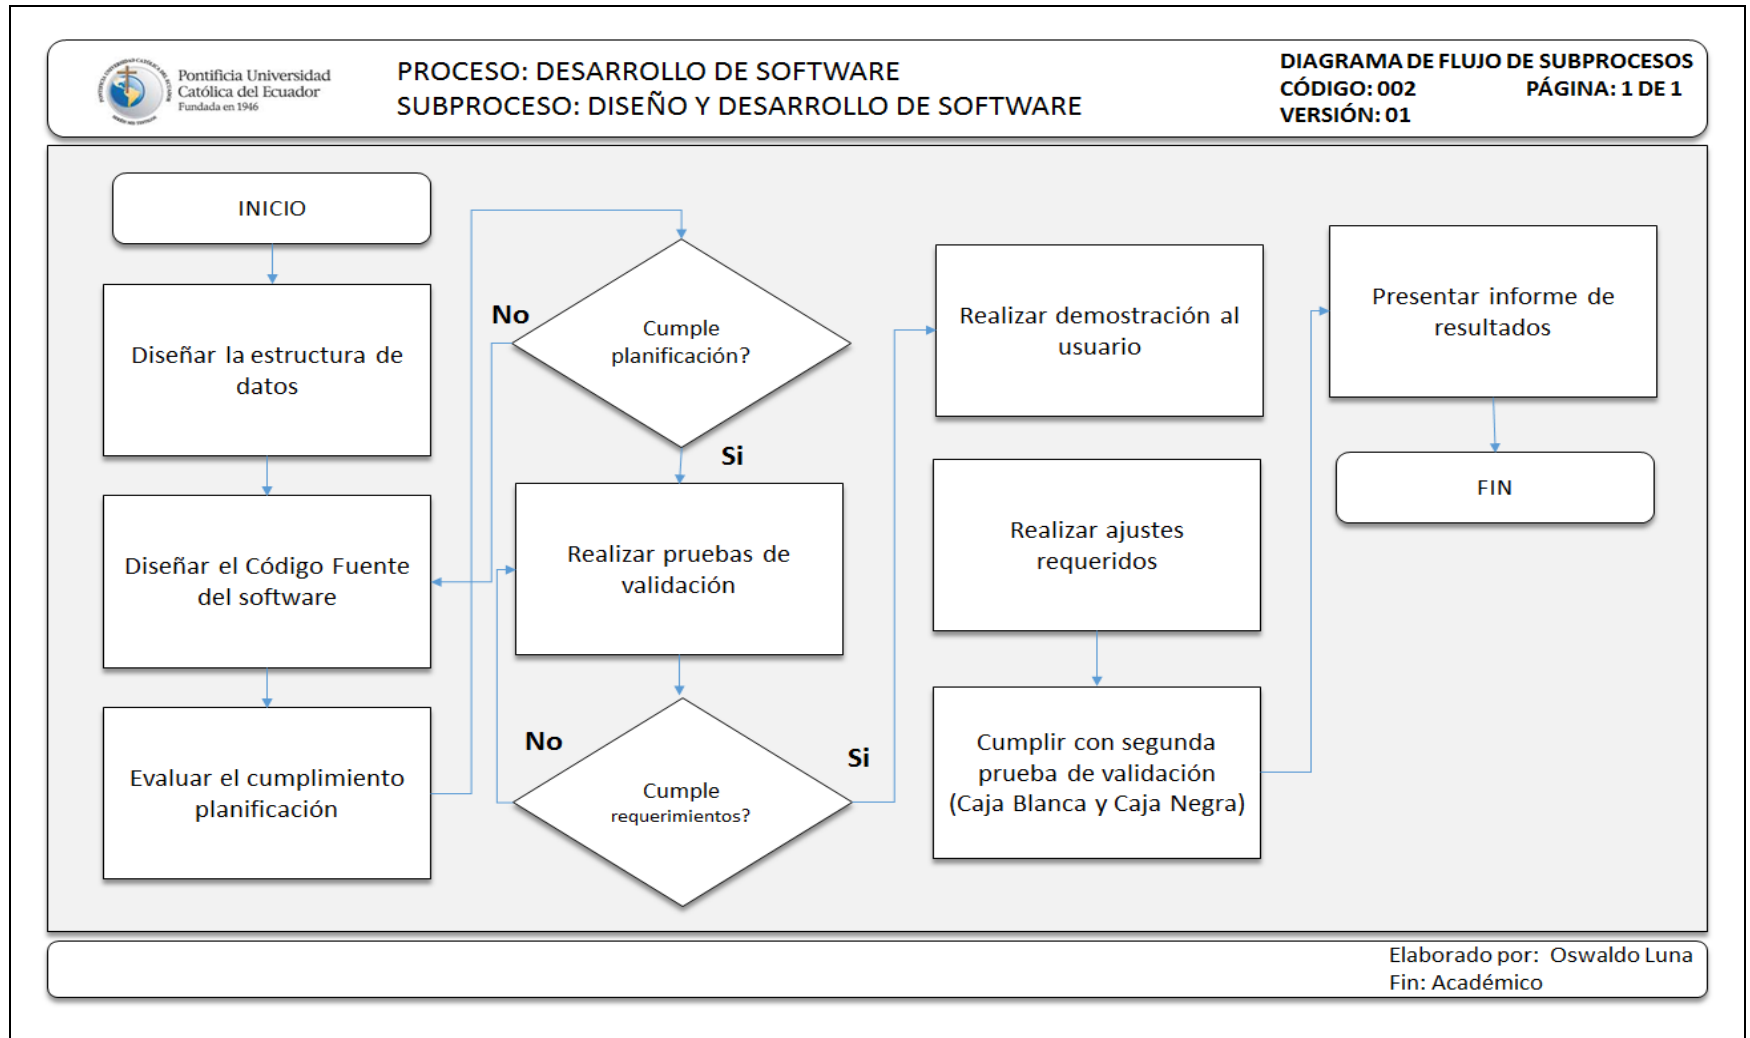 Pontificia Universidad
Católica del Ecuador
Fundada en 1946
PROCESO: DESARROLLO DE SOFTWARE
SUBPROCESO: DISEÑO Y DESARROLLO DE SOFTWARE
DIAGRAMA DE FLUJO DE SUBPROCESOS
CÓDIGO: 002 PÁGINA: 1 DE 1
VERSIÓN: 01
INICIO
Diseñar la estructura de
datos
Diseñar el Código Fuente
del software
Evaluar el cumplimiento
planificación
No
Cumple
planificación?
Si
Realizar pruebas de
validación
No
Cumple
requerimientos?
Si
Realizar demostración al
usuario
Realizar ajustes
requeridos
Cumplir con segunda
prueba de validación
(Caja Blanca y Caja Negra)
Presentar informe de
resultados
FIN
Elaborado por: Oswaldo Luna
Fin: Académico